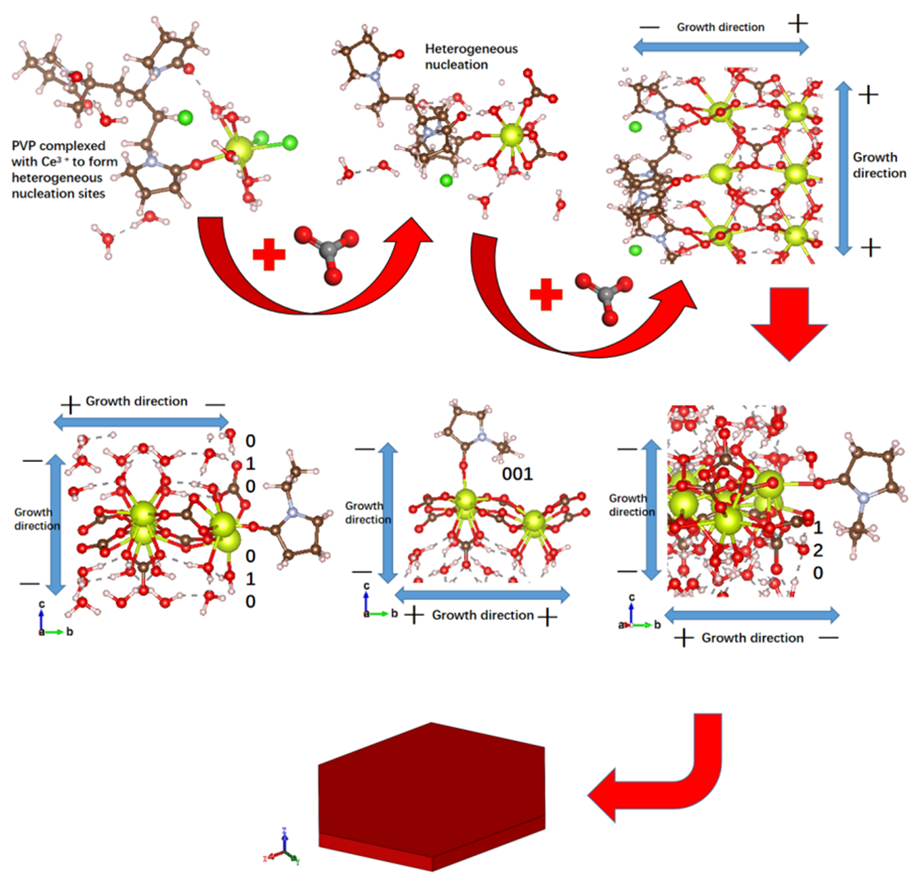 PVP complexed
with Ce³⁺ to form
heterogeneous
nucleation sites
Heterogeneous
nucleation
— Growth direction +
+
Growth
direction
+
+
+ Growth direction —
—
Growth
direction
—
0
1
0
0
1
0
c
a b
—
Growth
direction
—
001
+ Growth direction +
c
a b
—
Growth
direction
—
1
2
0
+ Growth direction —
c
a b
Z
X Y